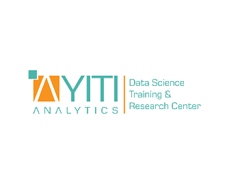 AYITI
ANALYTICS
Data Science
Training &
Research Center